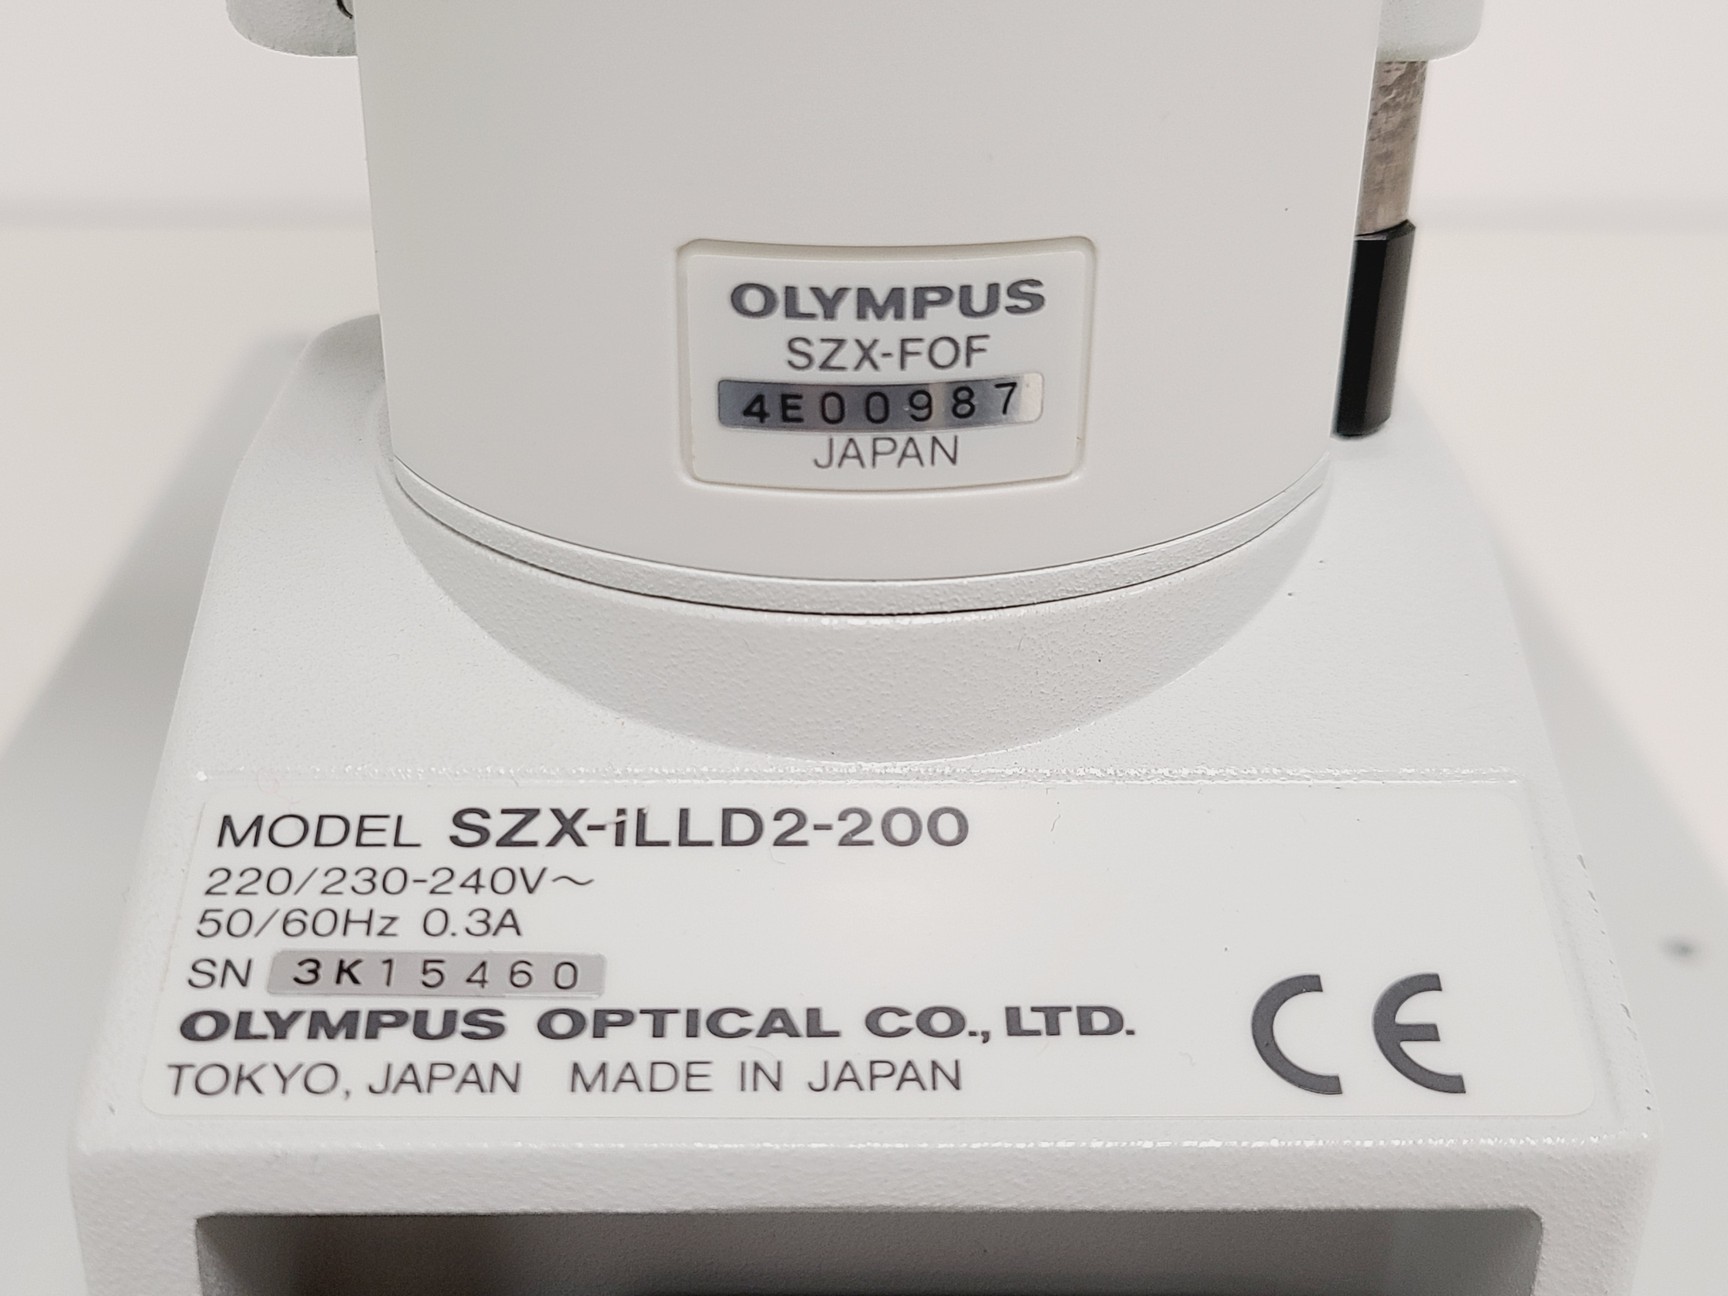 OLYMPUS
SZX-FOF
4E00987
JAPAN
MODEL SZX-iLLD2-200
220/230-240V～
50/60Hz 0.3A
SN 3K15460
OLYMPUS OPTICAL CO., LTD.
TOKYO, JAPAN MADE IN JAPAN
CE